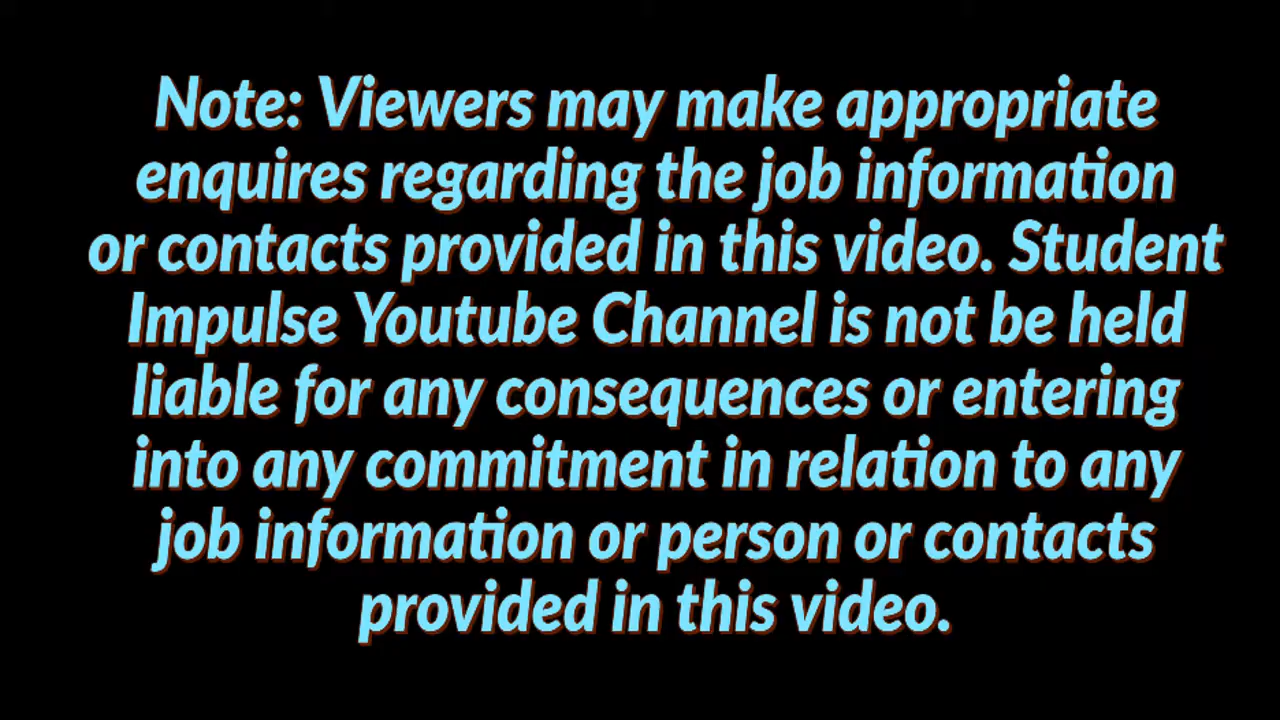 Note: Viewers may make appropriate
enquires regarding the job information
or contacts provided in this video. Student
Impulse Youtube Channel is not be held
liable for any consequences or entering
into any commitment in relation to any
job information or person or contacts
provided in this video.